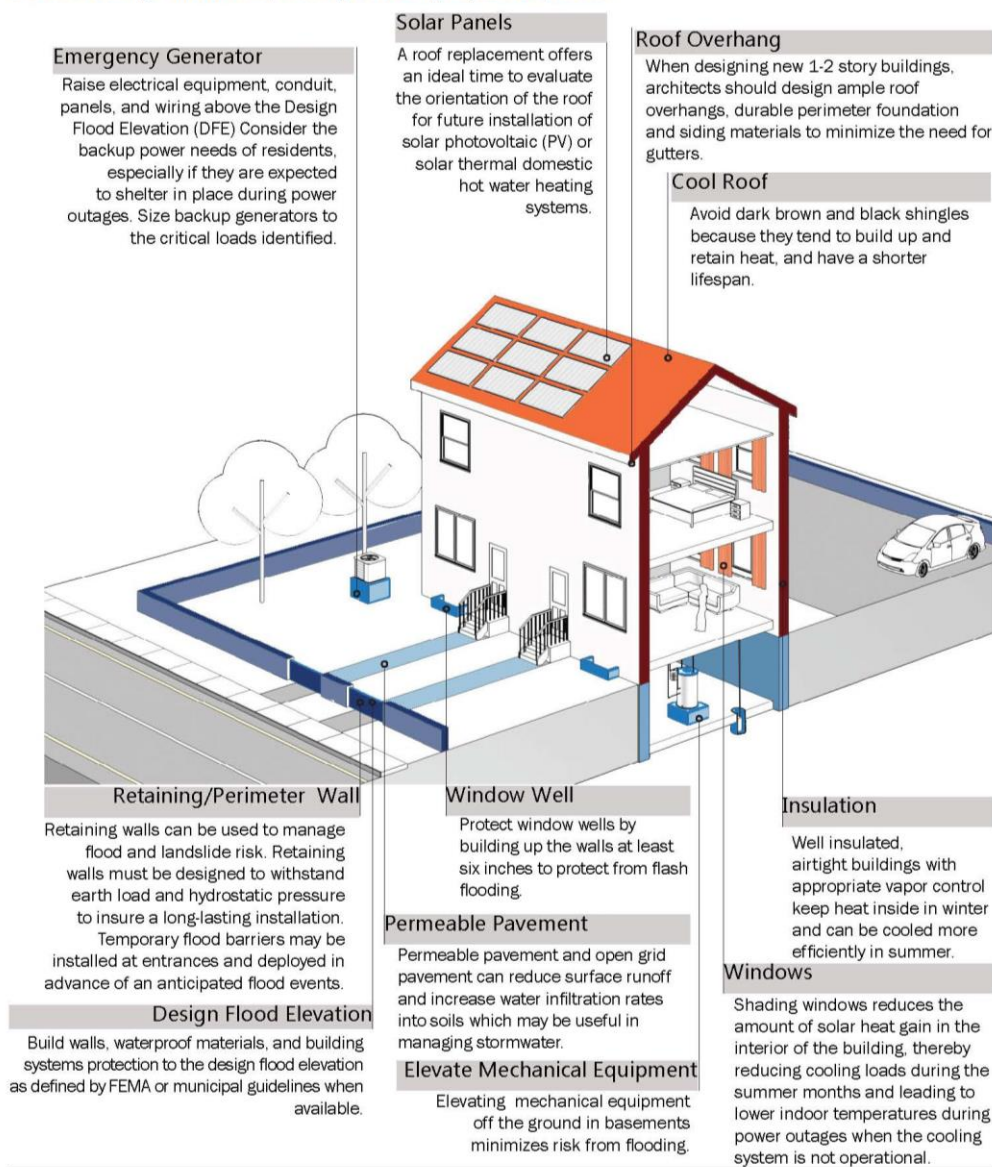 Emergency Generator
Raise electrical equipment, conduit,
panels, and wiring above the Design
Flood Elevation (DFE) Consider the
backup power needs of residents,
especially if they are expected
to shelter in place during power
outages. Size backup generators to
the critical loads identified.
Solar Panels
A roof replacement offers
an ideal time to evaluate
the orientation of the roof
for future installation of
solar photovoltaic (PV) or
solar thermal domestic
hot water heating
systems.
Roof Overhang
When designing new 1-2 story buildings,
architects should design ample roof
overhangs, durable perimeter foundation
and siding materials to minimize the need for
gutters.
Cool Roof
Avoid dark brown and black shingles
because they tend to build up and
retain heat, and have a shorter
lifespan.
Retaining/Perimeter Wall
Retaining walls can be used to manage
flood and landslide risk. Retaining
walls must be designed to withstand
earth load and hydrostatic pressure
to insure a long-lasting installation.
Temporary flood barriers may be
installed at entrances and deployed in
advance of an anticipated flood events.
Design Flood Elevation
Build walls, waterproof materials, and building
systems protection to the design flood elevation
as defined by FEMA or municipal guidelines when
available.
Window Well
Protect window wells by
building up the walls at least
six inches to protect from flash
flooding.
Permeable Pavement
Permeable pavement and open grid
pavement can reduce surface runoff
and increase water infiltration rates
into soils which may be useful in
managing stormwater.
Elevate Mechanical Equipment
Elevating mechanical equipment
off the ground in basements
minimizes risk from flooding.
Insulation
Well insulated,
airtight buildings with
appropriate vapor control
keep heat inside in winter
and can be cooled more
efficiently in summer.
Windows
Shading windows reduces the
amount of solar heat gain in the
interior of the building, thereby
reducing cooling loads during the
summer months and leading to
lower indoor temperatures during
power outages when the cooling
system is not operational.